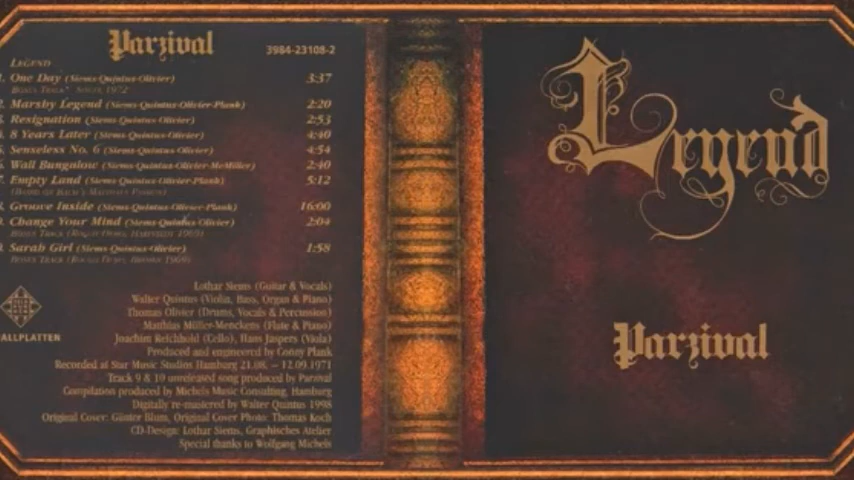 Parzival
3984-23108-2
LEGEND
. One Day (Siems-Quintus-Olivier) 3:37
BONUS TRACK* SINGLE 1972
. Marshy Legend (Siems-Quintus-Olivier-Plank) 2:20
. Resignation (Siems-Quintus-Olivier) 2:53
. 8 Years Later (Siems-Quintus-Olivier) 4:40
. Senseless No. 6 (Siems-Quintus-Olivier) 4:54
. Wall Bungalow (Siems-Quintus-Olivier-McMiller) 2:40
. Empty Land (Siems-Quintus-Olivier-Plank) 5:12
. Groove Inside (Siems-Quintus-Olivier-Plank) 16:00
. Change Your Mind (Siems-Quintus-Olivier) 2:04
BONUS TRACK
. Sarah Girl (Siems-Quintus-Olivier) 1:58
BONUS TRACK
ALLPLATTEN
Lothar Siems (Guitar & Vocals)
Walter Quintus (Violin, Bass, Organ & Piano)
Thomas Olivier (Drums, Vocals & Percussion)
Matthias Müller-Menckens (Flute & Piano)
Joachim Reichhold (Cello), Hans Jaspers (Viola)
Produced and engineered by Conny Plank
Recorded at Star Music Studios Hamburg 21.08. – 12.09.1971
Track 9 & 10 unreleased song produced by Parzival
Compilation produced by Michels Music Consulting, Hamburg
Digitally re-mastered by Walter Quintus 1998
Original Cover: Günter Blum, Original Cover Photo: Thomas Koch
CD-Design: Lothar Siems, Graphisches Atelier
Special thanks to Wolfgang Michels
Legend
Parzival